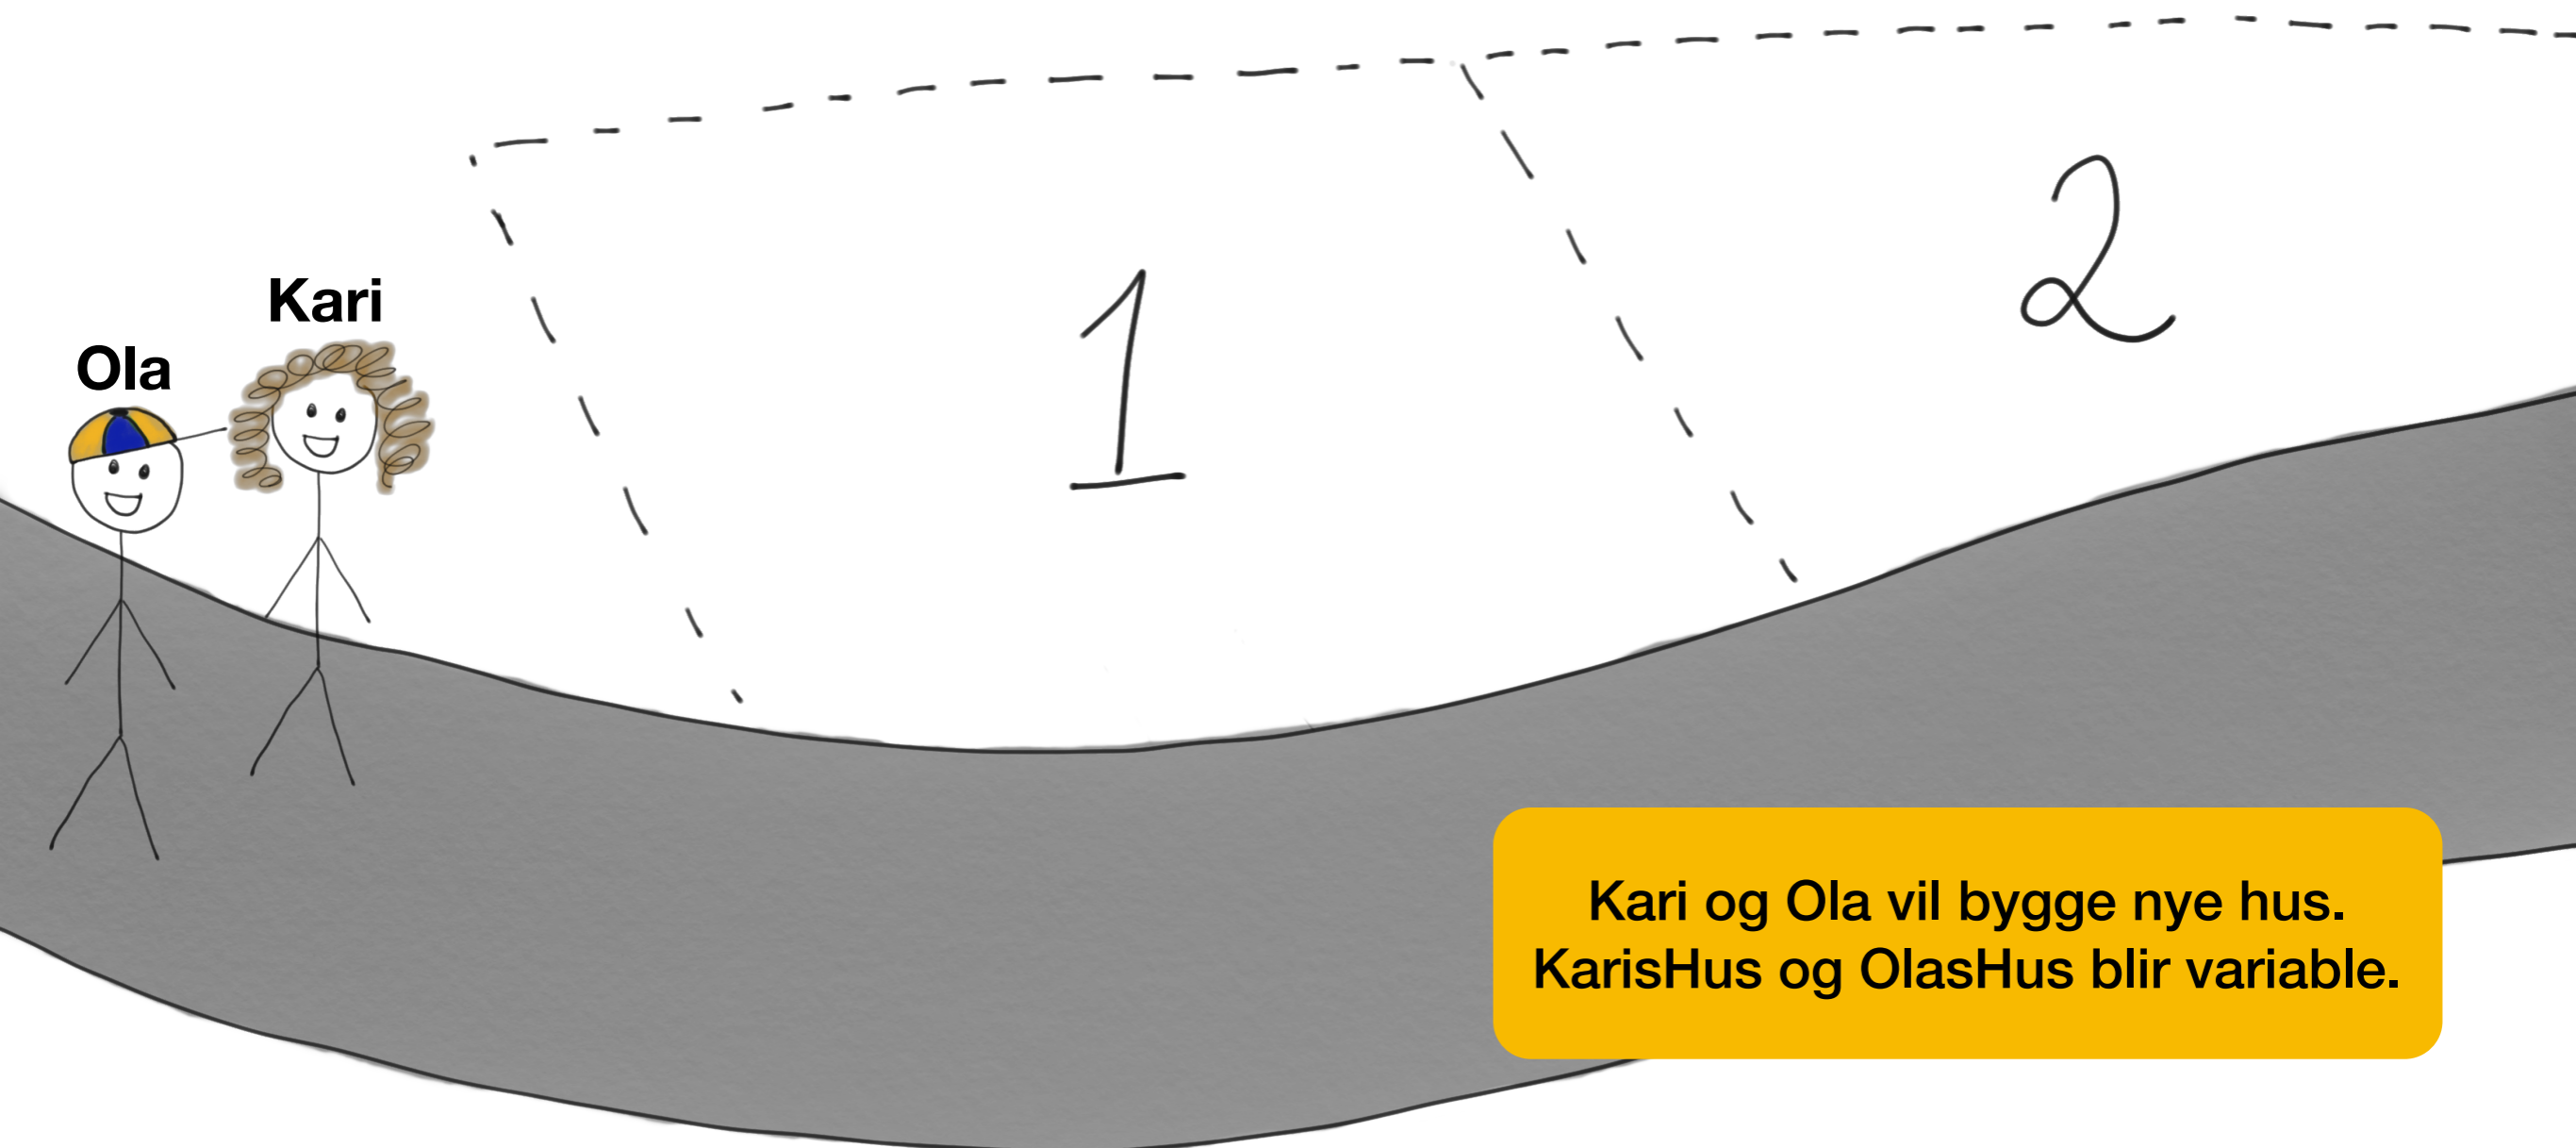 Kari
Ola
1
2
Kari og Ola vil bygge nye hus.
KarisHus og OlasHus blir variable.